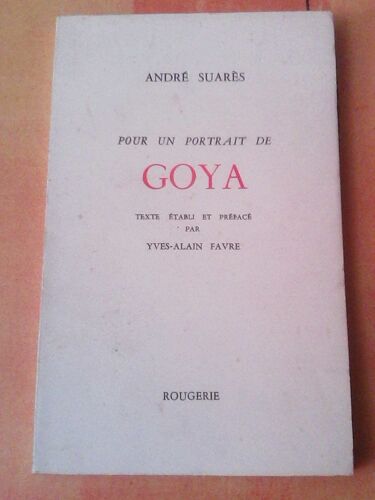 ANDRÉ SUARÈS
POUR UN PORTRAIT DE
GOYA
TEXTE ÉTABLI ET PRÉFACÉ
PAR
YVES-ALAIN FAVRE
ROUGERIE